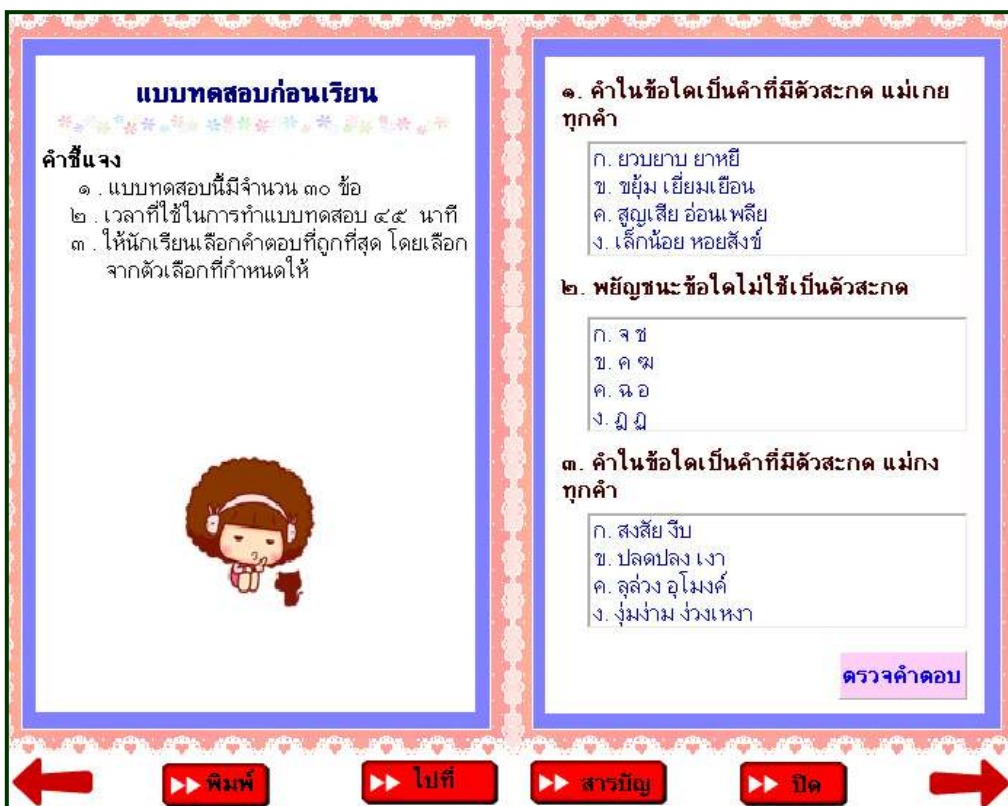 แบบทดสอบก่อนเรียน
คำชี้แจง
๑ . แบบทดสอบนี้มีจำนวน ๓๐ ข้อ
๒ . เวลาที่ใช้ในการทำแบบทดสอบ ๔๕ นาที
๓ . ให้นักเรียนเลือกคำตอบที่ถูกที่สุด โดยเลือก
จากตัวเลือกที่กำหนดให้
๑. คำในข้อใดเป็นคำที่มีตัวสะกด แม่เกย
ทุกคำ
ก. ยวบยาบ ยาหยี
ข. ขยุ้ม เยี่ยมเยือน
ค. สูญเสีย อ่อนเพลีย
ง. เล็กน้อย หอยสังข์
๒. พยัญชนะข้อใดไม่ใช้เป็นตัวสะกด
ก. จ ช
ข. ค ฆ
ค. ฉ อ
ง. ฎ ฏ
๓. คำในข้อใดเป็นคำที่มีตัวสะกด แม่กง
ทุกคำ
ก. สงสัย งีบ
ข. ปลดปลง เงา
ค. ลุล่วง อุโมงค์
ง. งุ่มง่าม ง่วงเหงา
ตรวจคำตอบ
พิมพ์
ไปที่
สารบัญ
ปิด